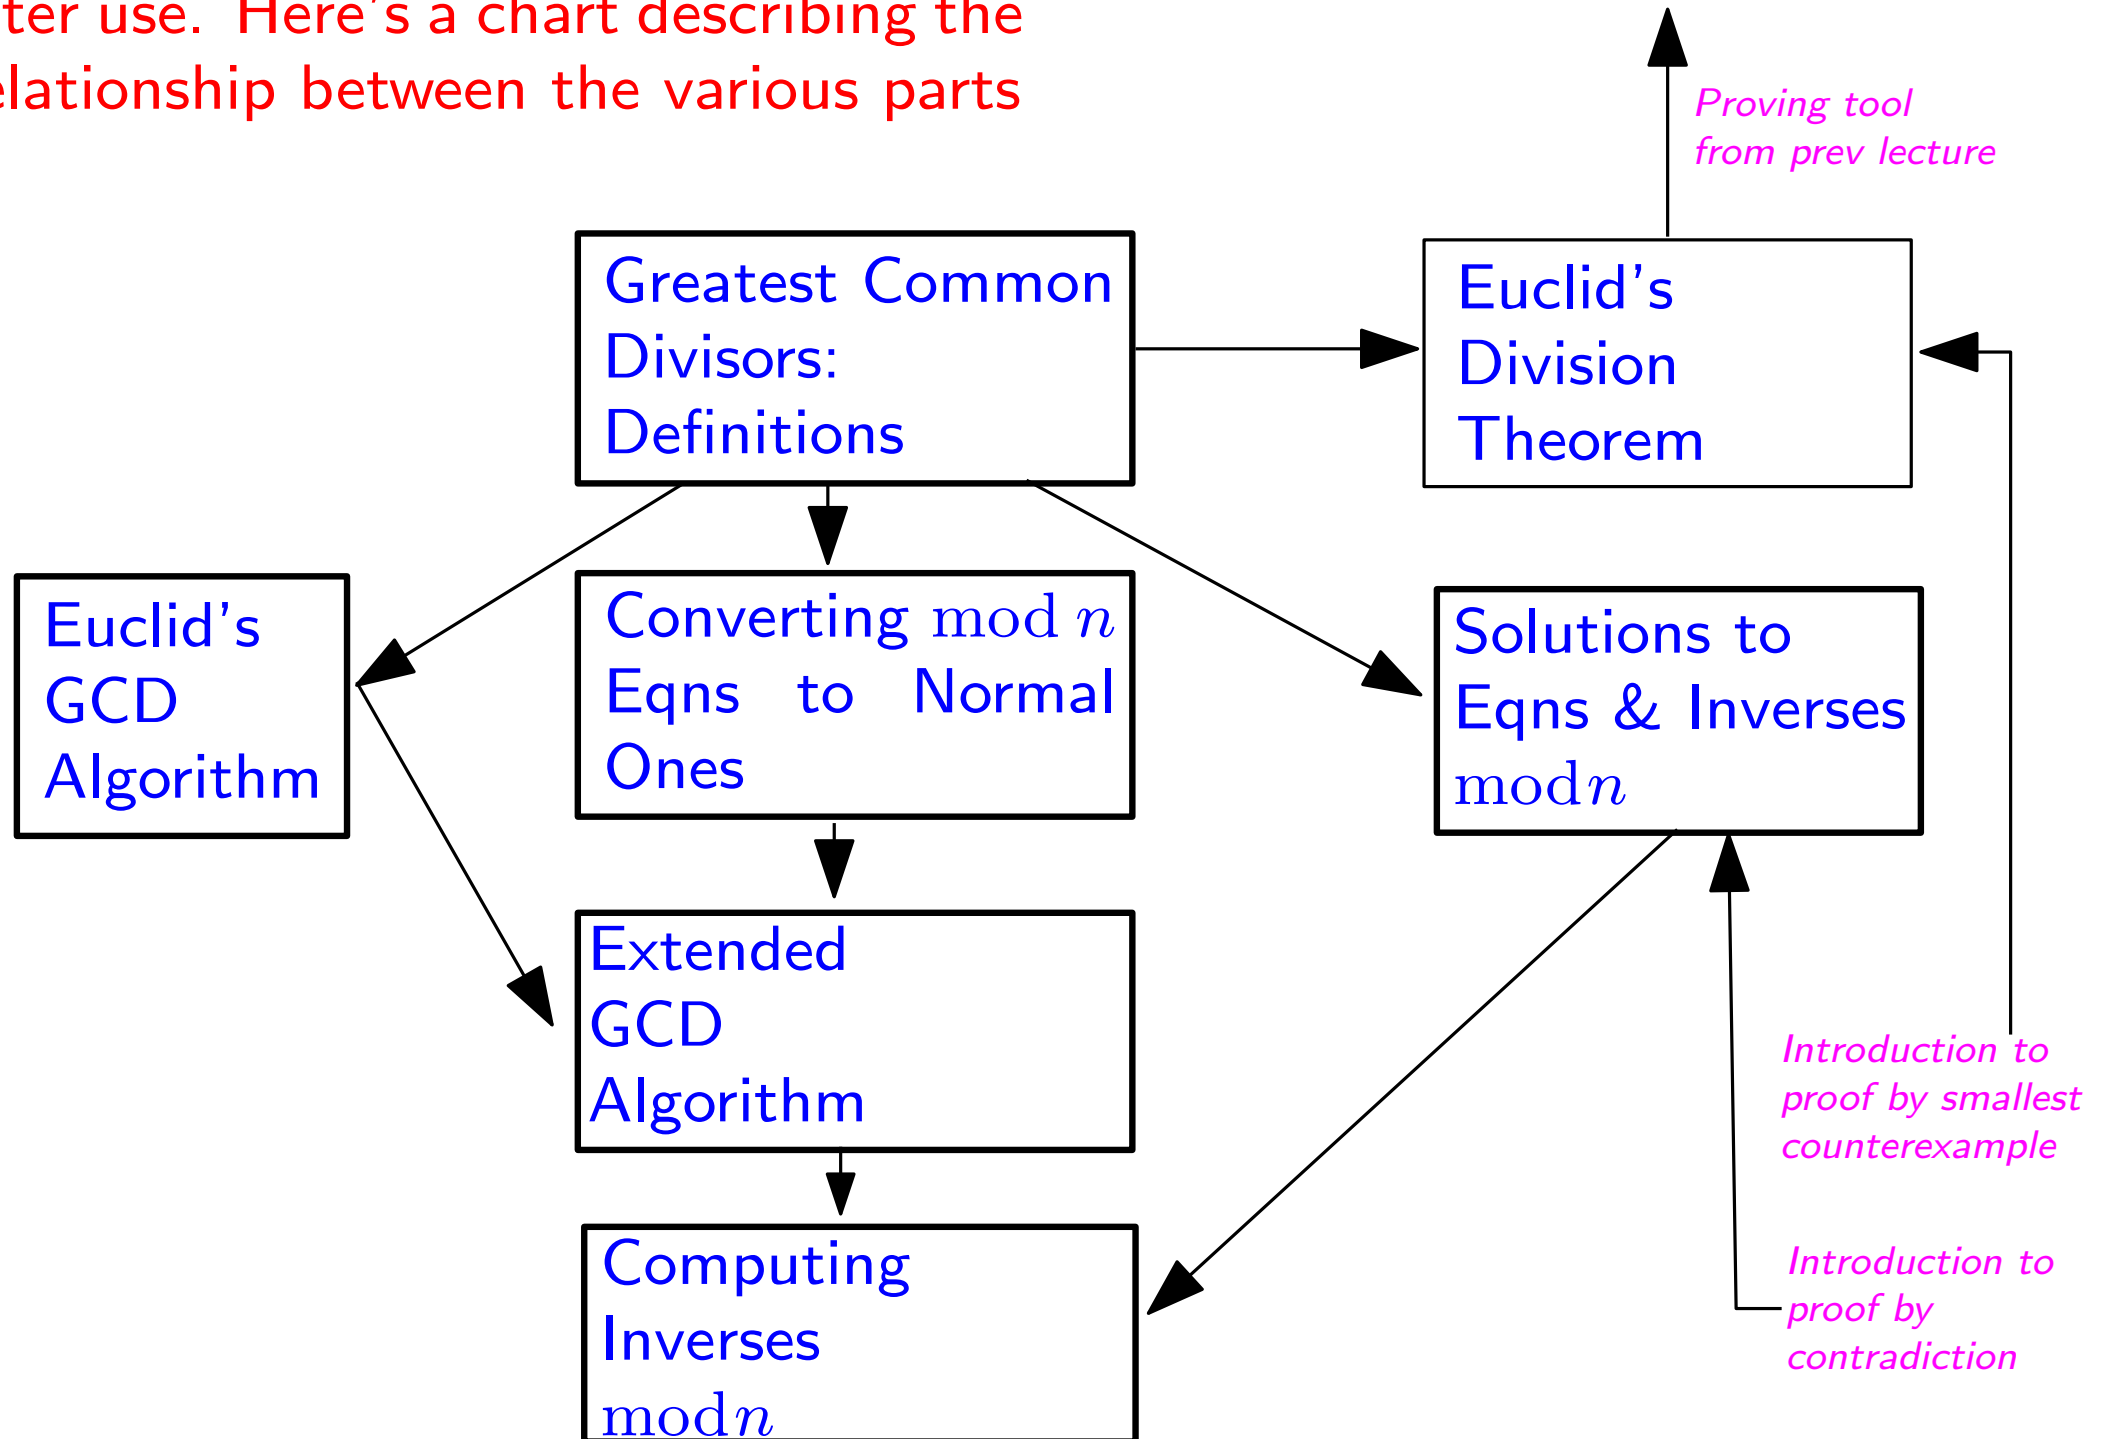 use. Here's a chart describing the
between the various parts
Proving tool
from prev lecture
Greatest Common
Divisors:
Definitions
Euclid's
Division
Theorem
Euclid's
GCD
Algorithm
Converting mod n
Eqns to Normal
Ones
Solutions to
Eqns & Inverses
mod n
Extended
GCD
Algorithm
Introduction to
proof by smallest
counterexample
Computing
Inverses
mod n
Introduction to
proof by
contradiction